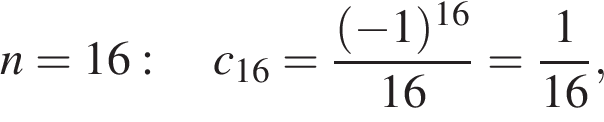 n = 16 : c₁₆ = (−1)¹⁶/16 = 1/16,